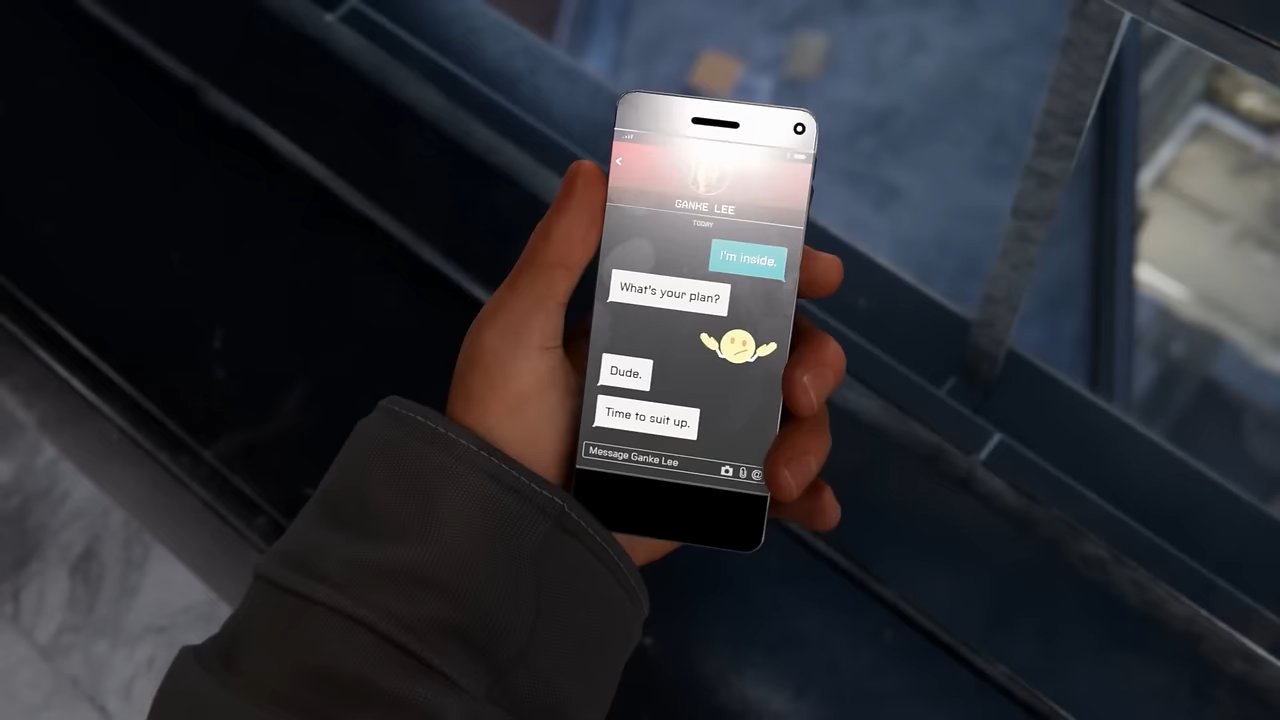 GANKE LEE
TODAY
I'm inside.
What's your plan?
Dude.
Time to suit up.
Message Ganke Lee
@